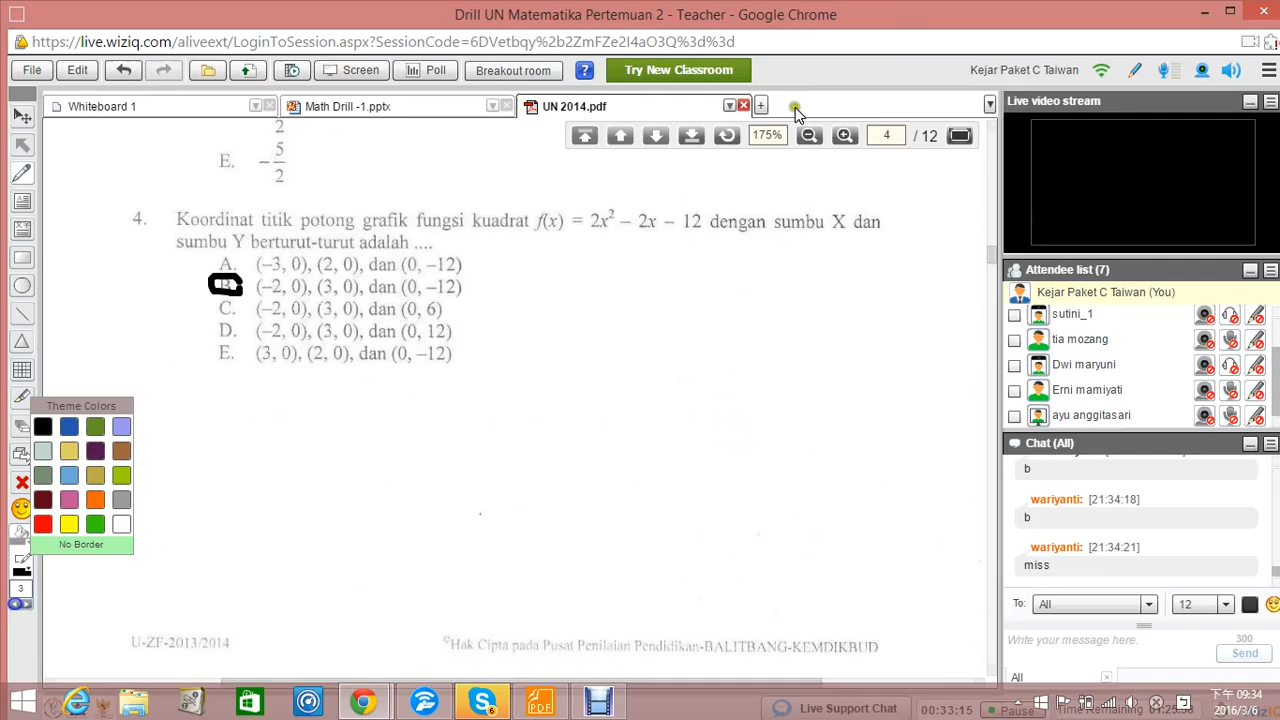 Drill UN Matematika Pertemuan 2 - Teacher - Google Chrome
https://live.wiziq.com/aliveext/LoginToSession.aspx?SessionCode=6DVetbqy%2b2ZmFZe2I4aO3Q%3d%3d
File Edit Screen Poll Breakout room ? Try New Classroom Kejar Paket C Taiwan
Whiteboard 1 Math Drill -1.pptx UN 2014.pdf +
Live video stream
175% 4 / 12
2
E. −5/2
4. Koordinat titik potong grafik fungsi kuadrat f(x) = 2x² − 2x − 12 dengan sumbu X dan
sumbu Y berturut-turut adalah ....
A. (−3, 0), (2, 0), dan (0, −12)
B. (−2, 0), (3, 0), dan (0, −12)
C. (−2, 0), (3, 0), dan (0, 6)
D. (−2, 0), (3, 0), dan (0, 12)
E. (3, 0), (2, 0), dan (0, −12)
U-ZF-2013/2014
©Hak Cipta pada Pusat Penilaian Pendidikan-BALITBANG-KEMDIKBUD
Theme Colors
No Border
3
Attendee list (7)
Kejar Paket C Taiwan (You)
sutini_1
tia mozang
Dwi maryuni
Erni mamiyati
ayu anggitasari
Chat (All)
b
wariyanti: [21:34:18]
b
wariyanti: [21:34:21]
miss
To: All 12
Write your message here... 300
Send
All
Live Support Chat
00:33:15 Pause Time Remaining
下午 09:34
2016/3/6